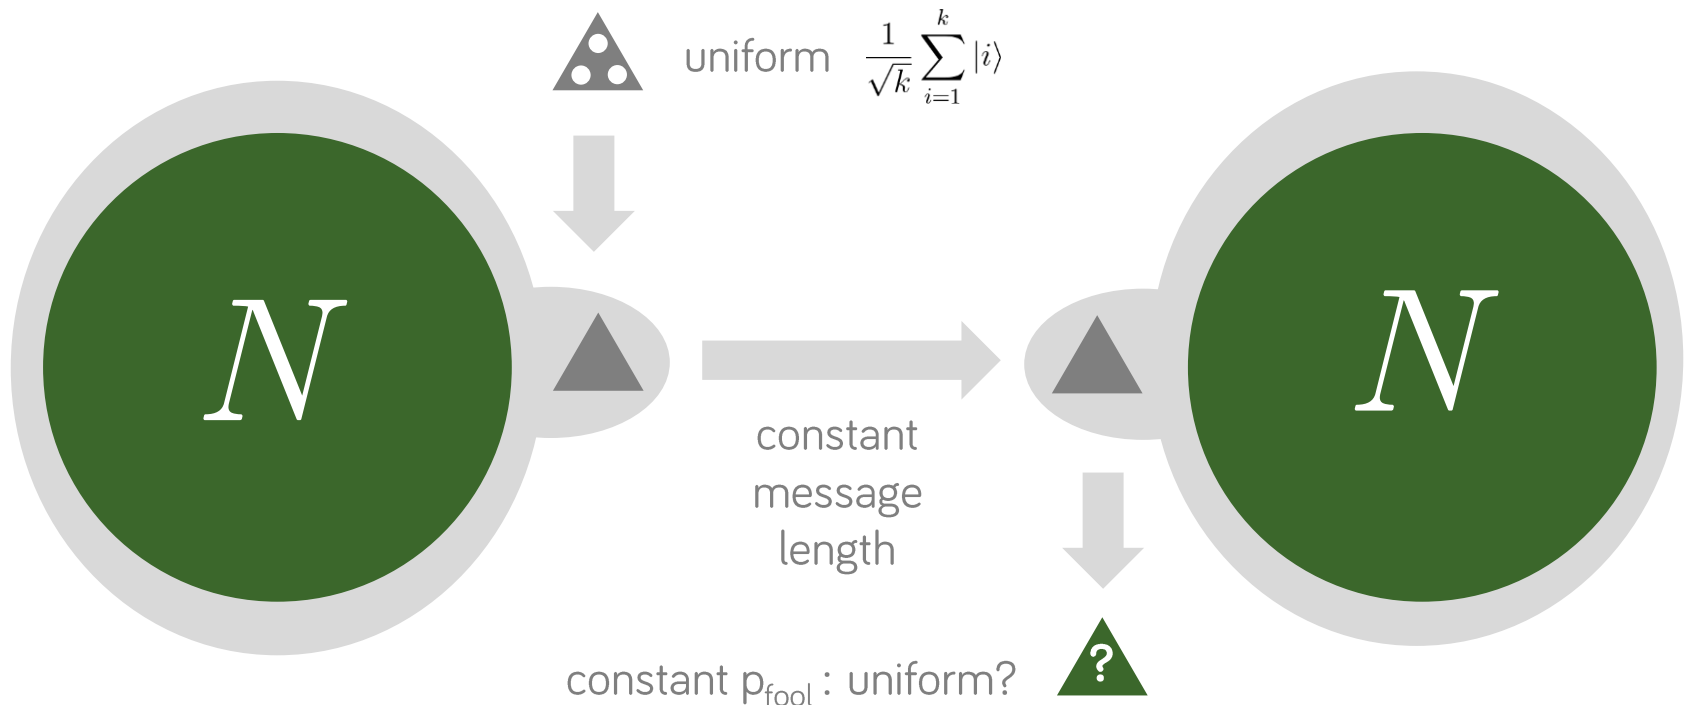 uniform $\frac{1}{\sqrt{k}} \sum_{i=1}^{k} |i\rangle$
N
N
constant
message
length
?
constant p_fool : uniform?